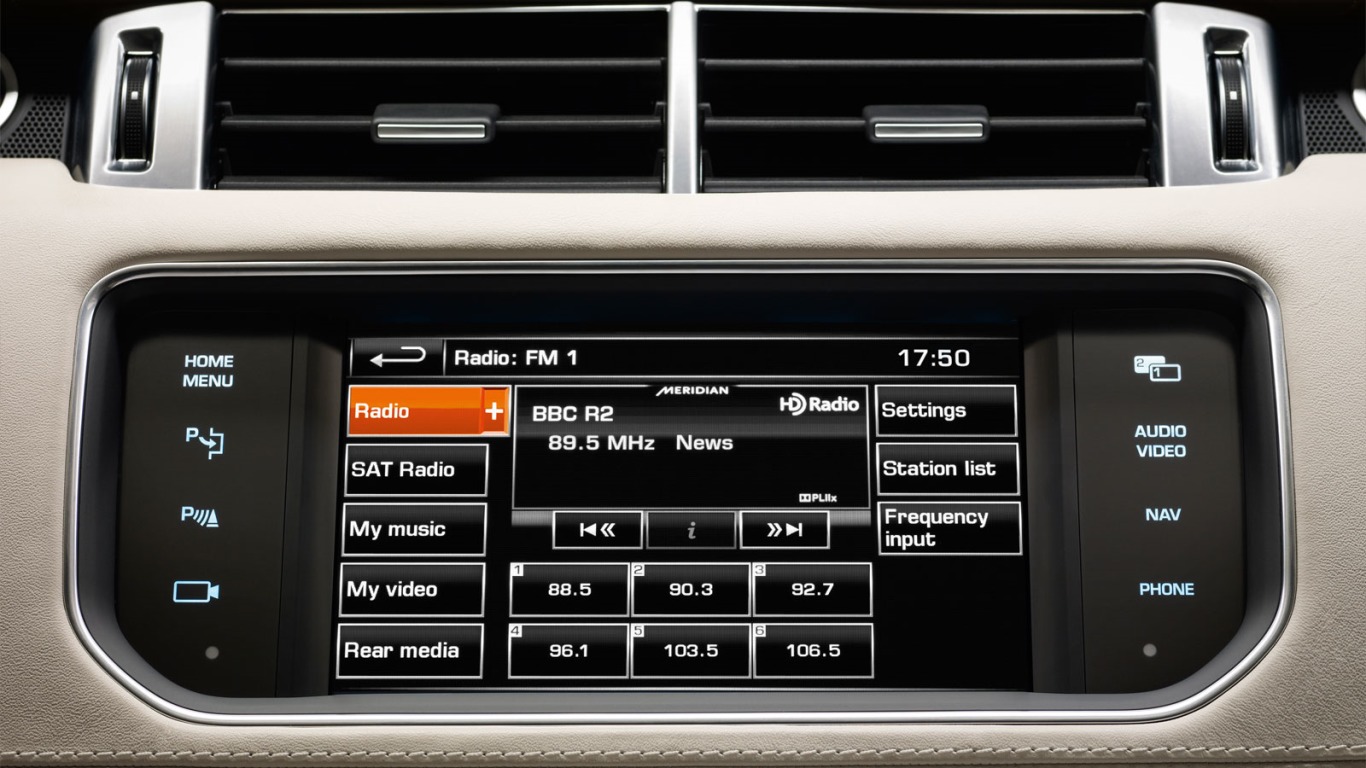 HOME
MENU
P
P
Radio: FM 1
17:50
Radio +
SAT Radio
My music
My video
Rear media
MERIDIAN
HD Radio
BBC R2
89.5 MHz News
DD PLIIx
i
1 88.5
2 90.3
3 92.7
4 96.1
5 103.5
6 106.5
Settings
Station list
Frequency
input
2
1
AUDIO
VIDEO
NAV
PHONE